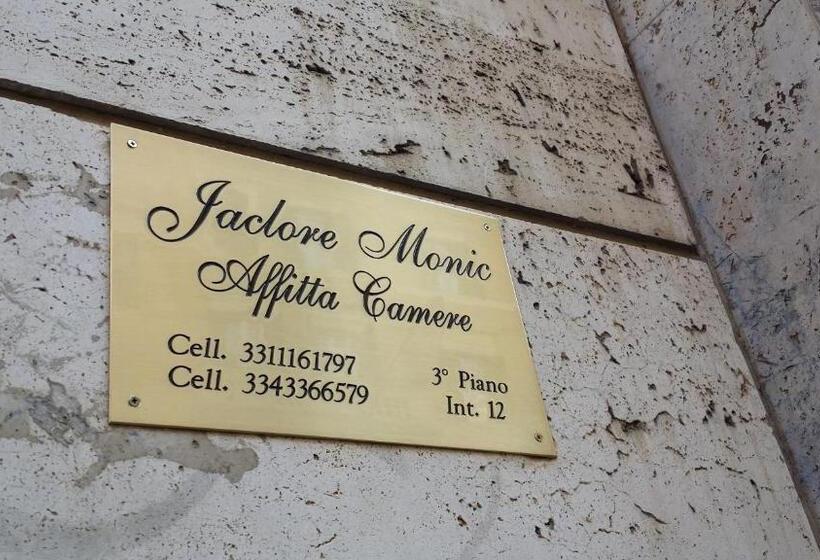 Jaclore Monic
Affitta Camere
Cell. 3311161797
Cell. 3343366579
3° Piano
Int. 12